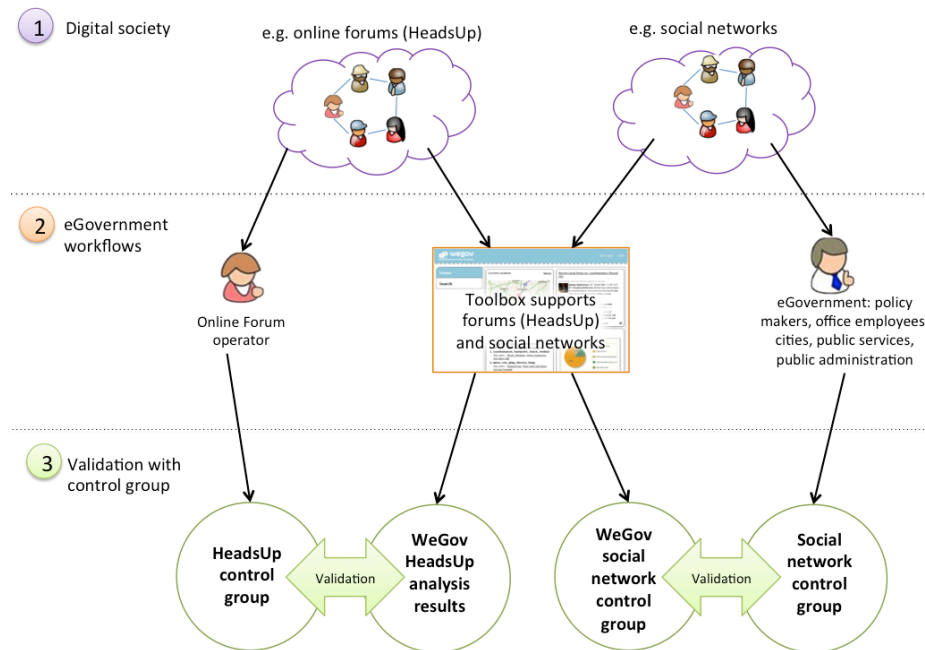 1
Digital society
e.g. online forums (HeadsUp)
e.g. social networks
2
eGovernment
workflows
Online Forum
operator
wegov
Search
Toolbox supports
forums (HeadsUp)
and social networks
eGovernment: policy
makers, office employees
cities, public services,
public administration
3
Validation with
control group
HeadsUp
control
group
Validation
WeGov
HeadsUp
analysis
results
WeGov
social
network
control
group
Validation
Social
network
control
group